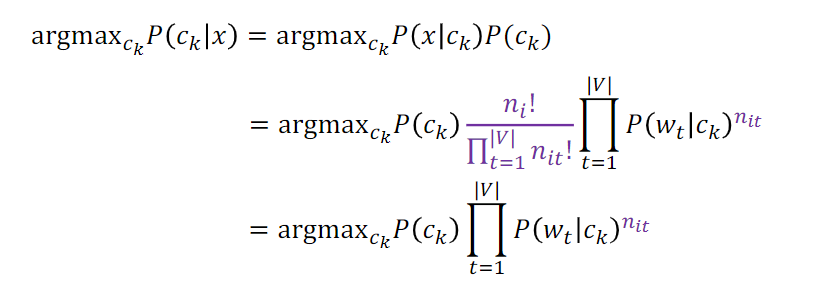 argmax_{c_k} P(c_k|x) = argmax_{c_k} P(x|c_k)P(c_k)
= argmax_{c_k} P(c_k) \frac{n_i!}{\prod_{t=1}^{|V|} n_{it}!} \prod_{t=1}^{|V|} P(w_t|c_k)^{n_{it}}
= argmax_{c_k} P(c_k) \prod_{t=1}^{|V|} P(w_t|c_k)^{n_{it}}